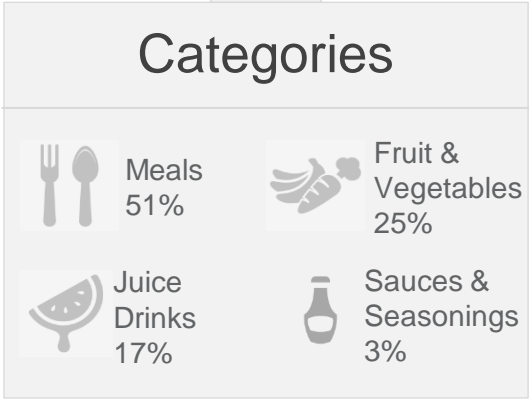 Categories
Meals
51%
Fruit &
Vegetables
25%
Juice
Drinks
17%
Sauces &
Seasonings
3%